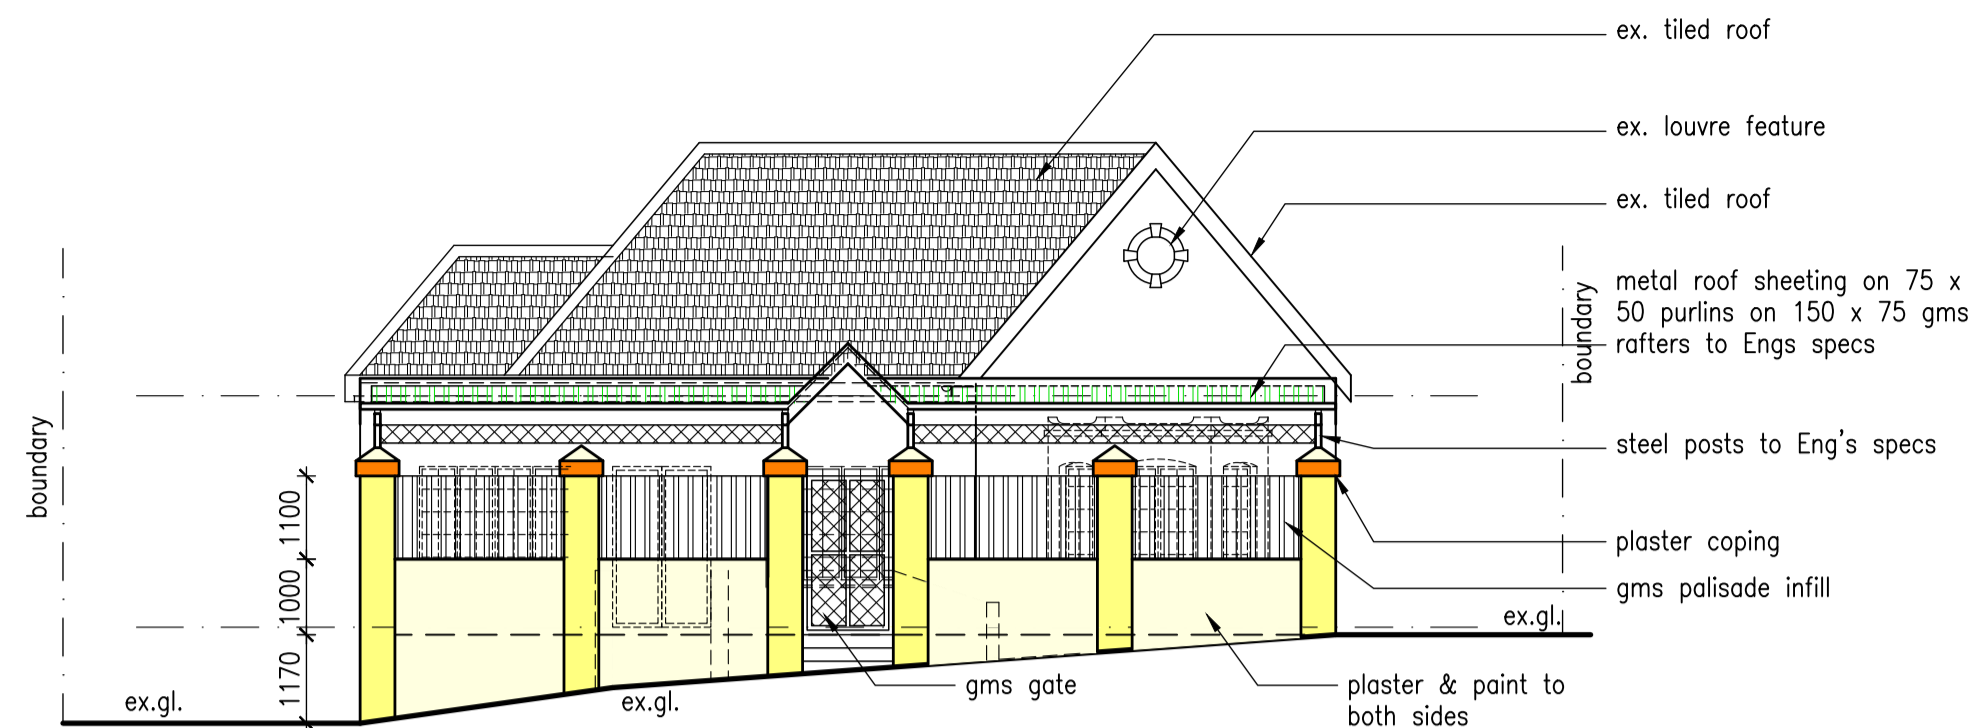 ex. tiled roof
ex. louvre feature
ex. tiled roof
metal roof sheeting on 75 x
50 purlins on 150 x 75 gms
rafters to Engs specs
boundary
boundary
steel posts to Eng's specs
1100
plaster coping
1000
gms palisade infill
ex.gl.
1170
gms gate
plaster & paint to
both sides
ex.gl.
ex.gl.